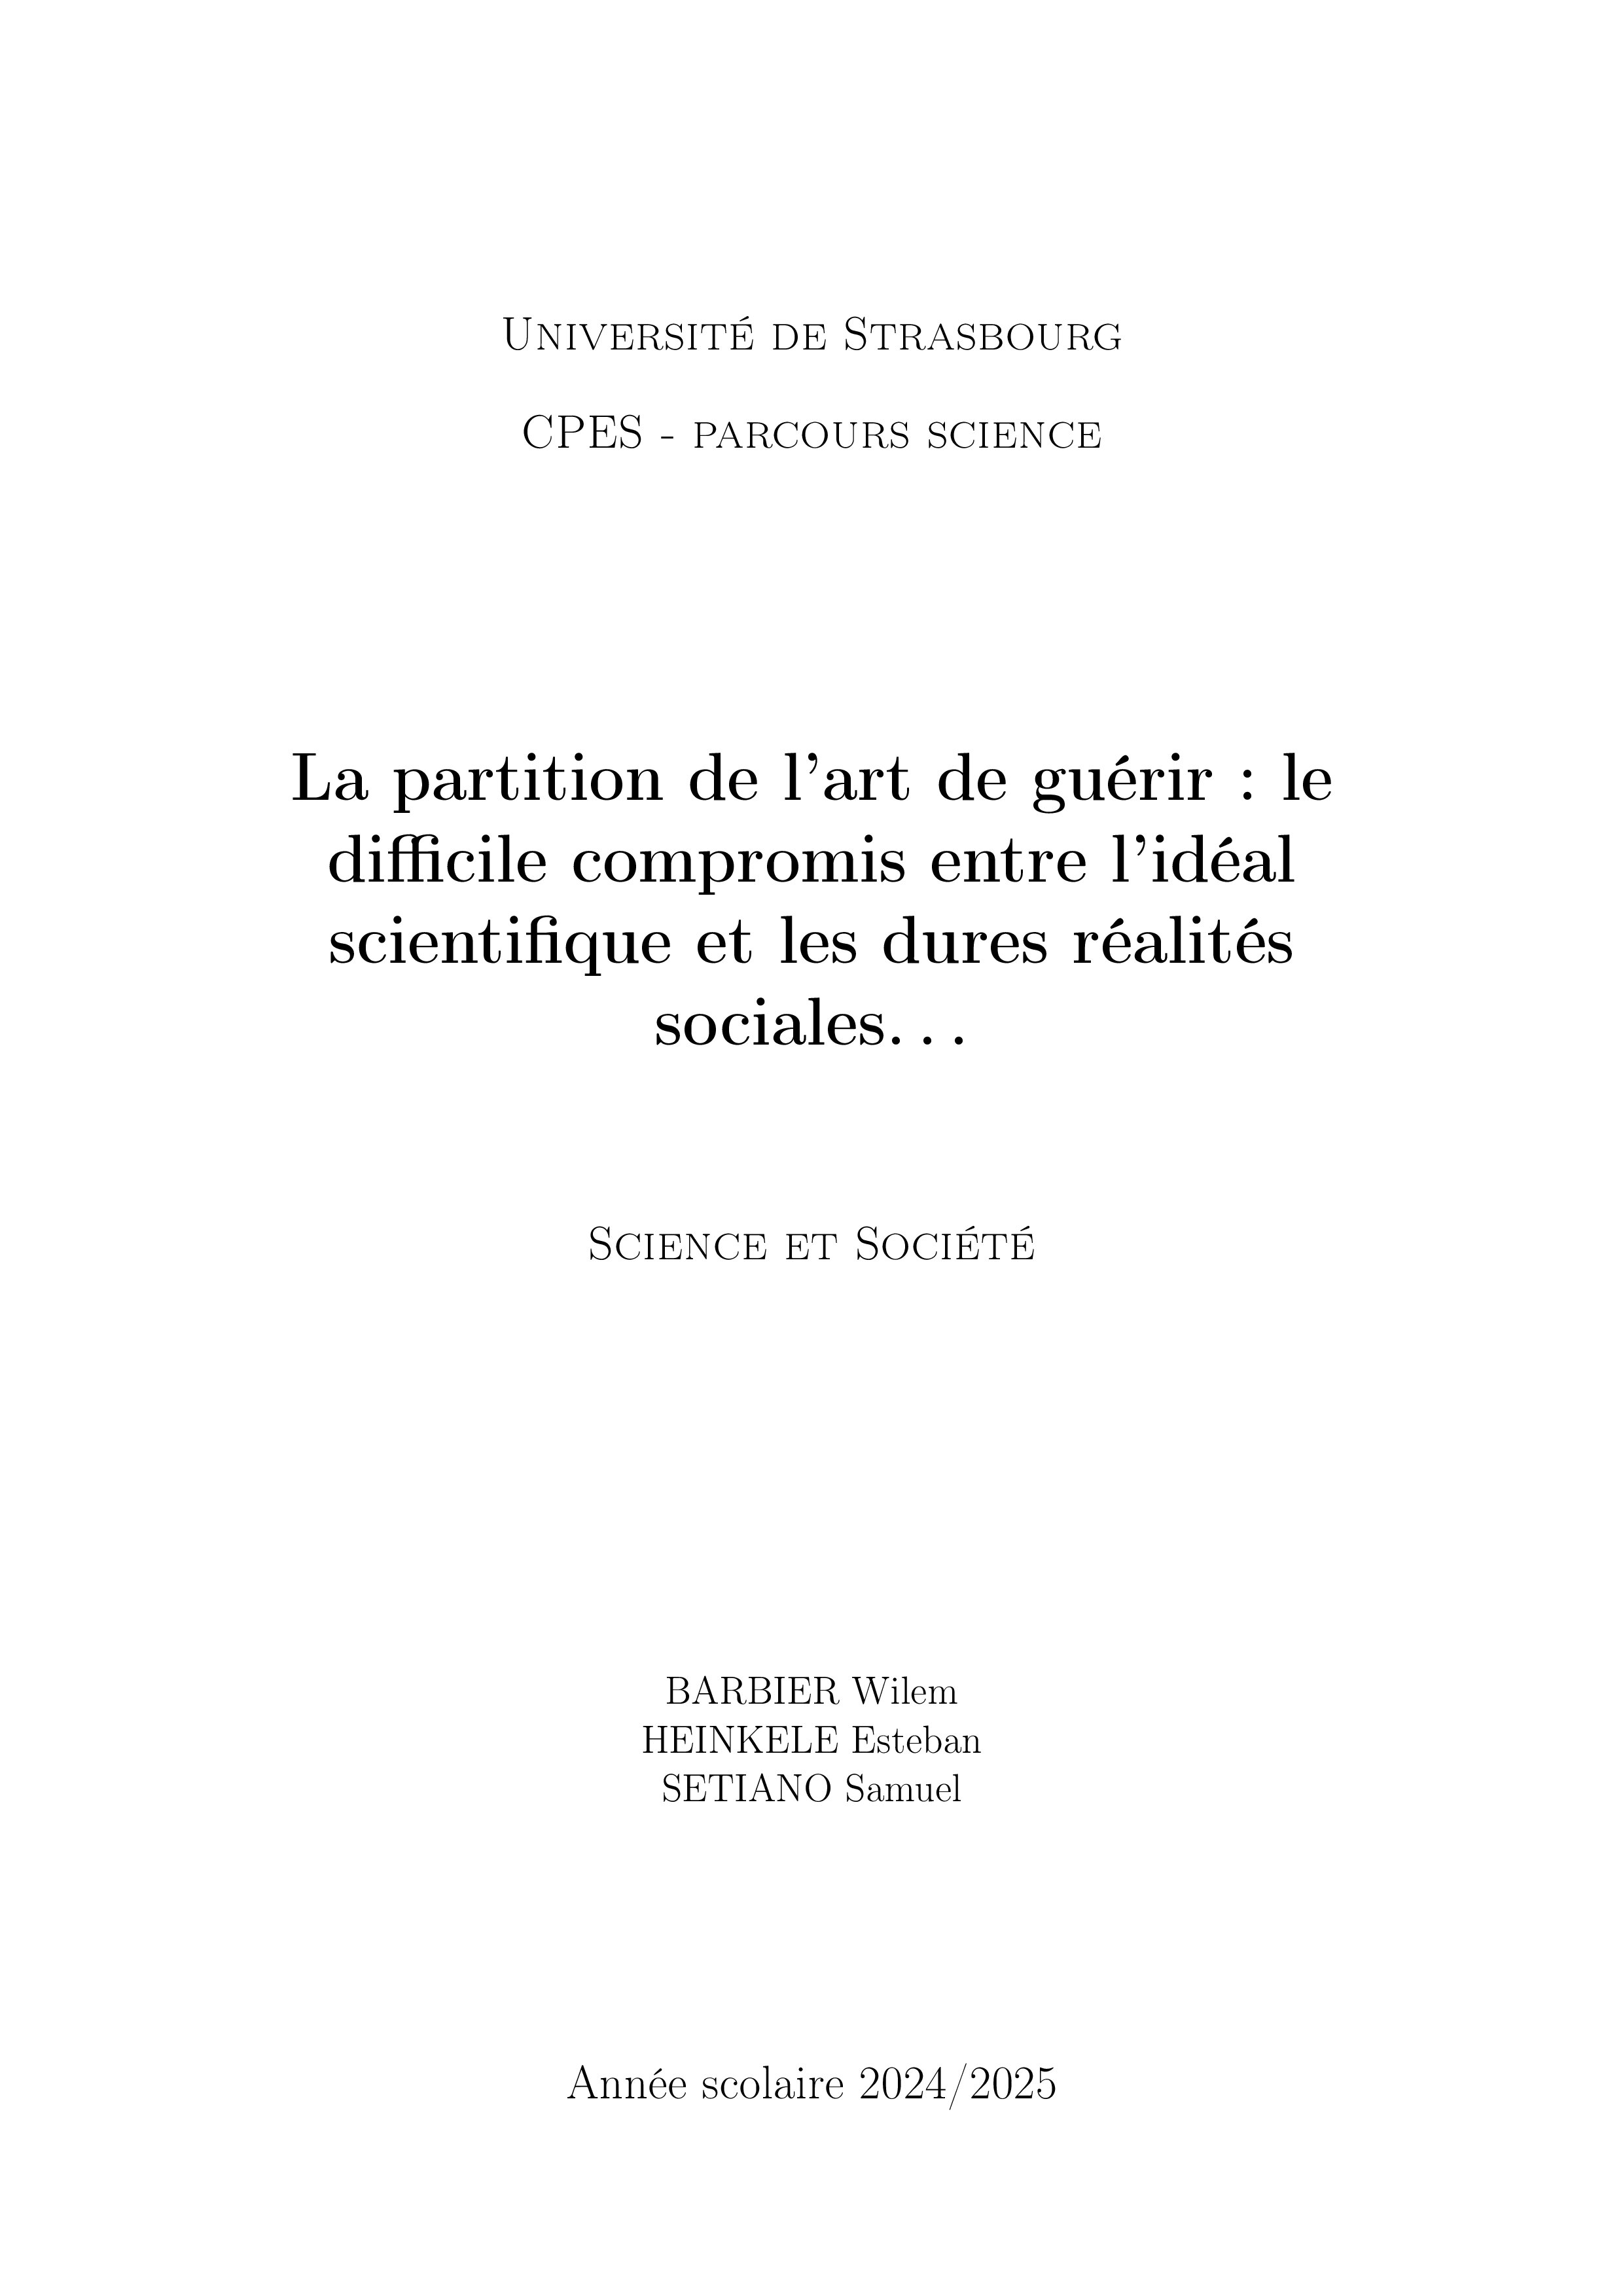 Université de Strasbourg
CPES - parcours science
La partition de l'art de guérir : le
difficile compromis entre l'idéal
scientifique et les dures réalités
sociales...
Science et Société
BARBIER Wilem
HEINKELE Esteban
SETIANO Samuel
Année scolaire 2024/2025